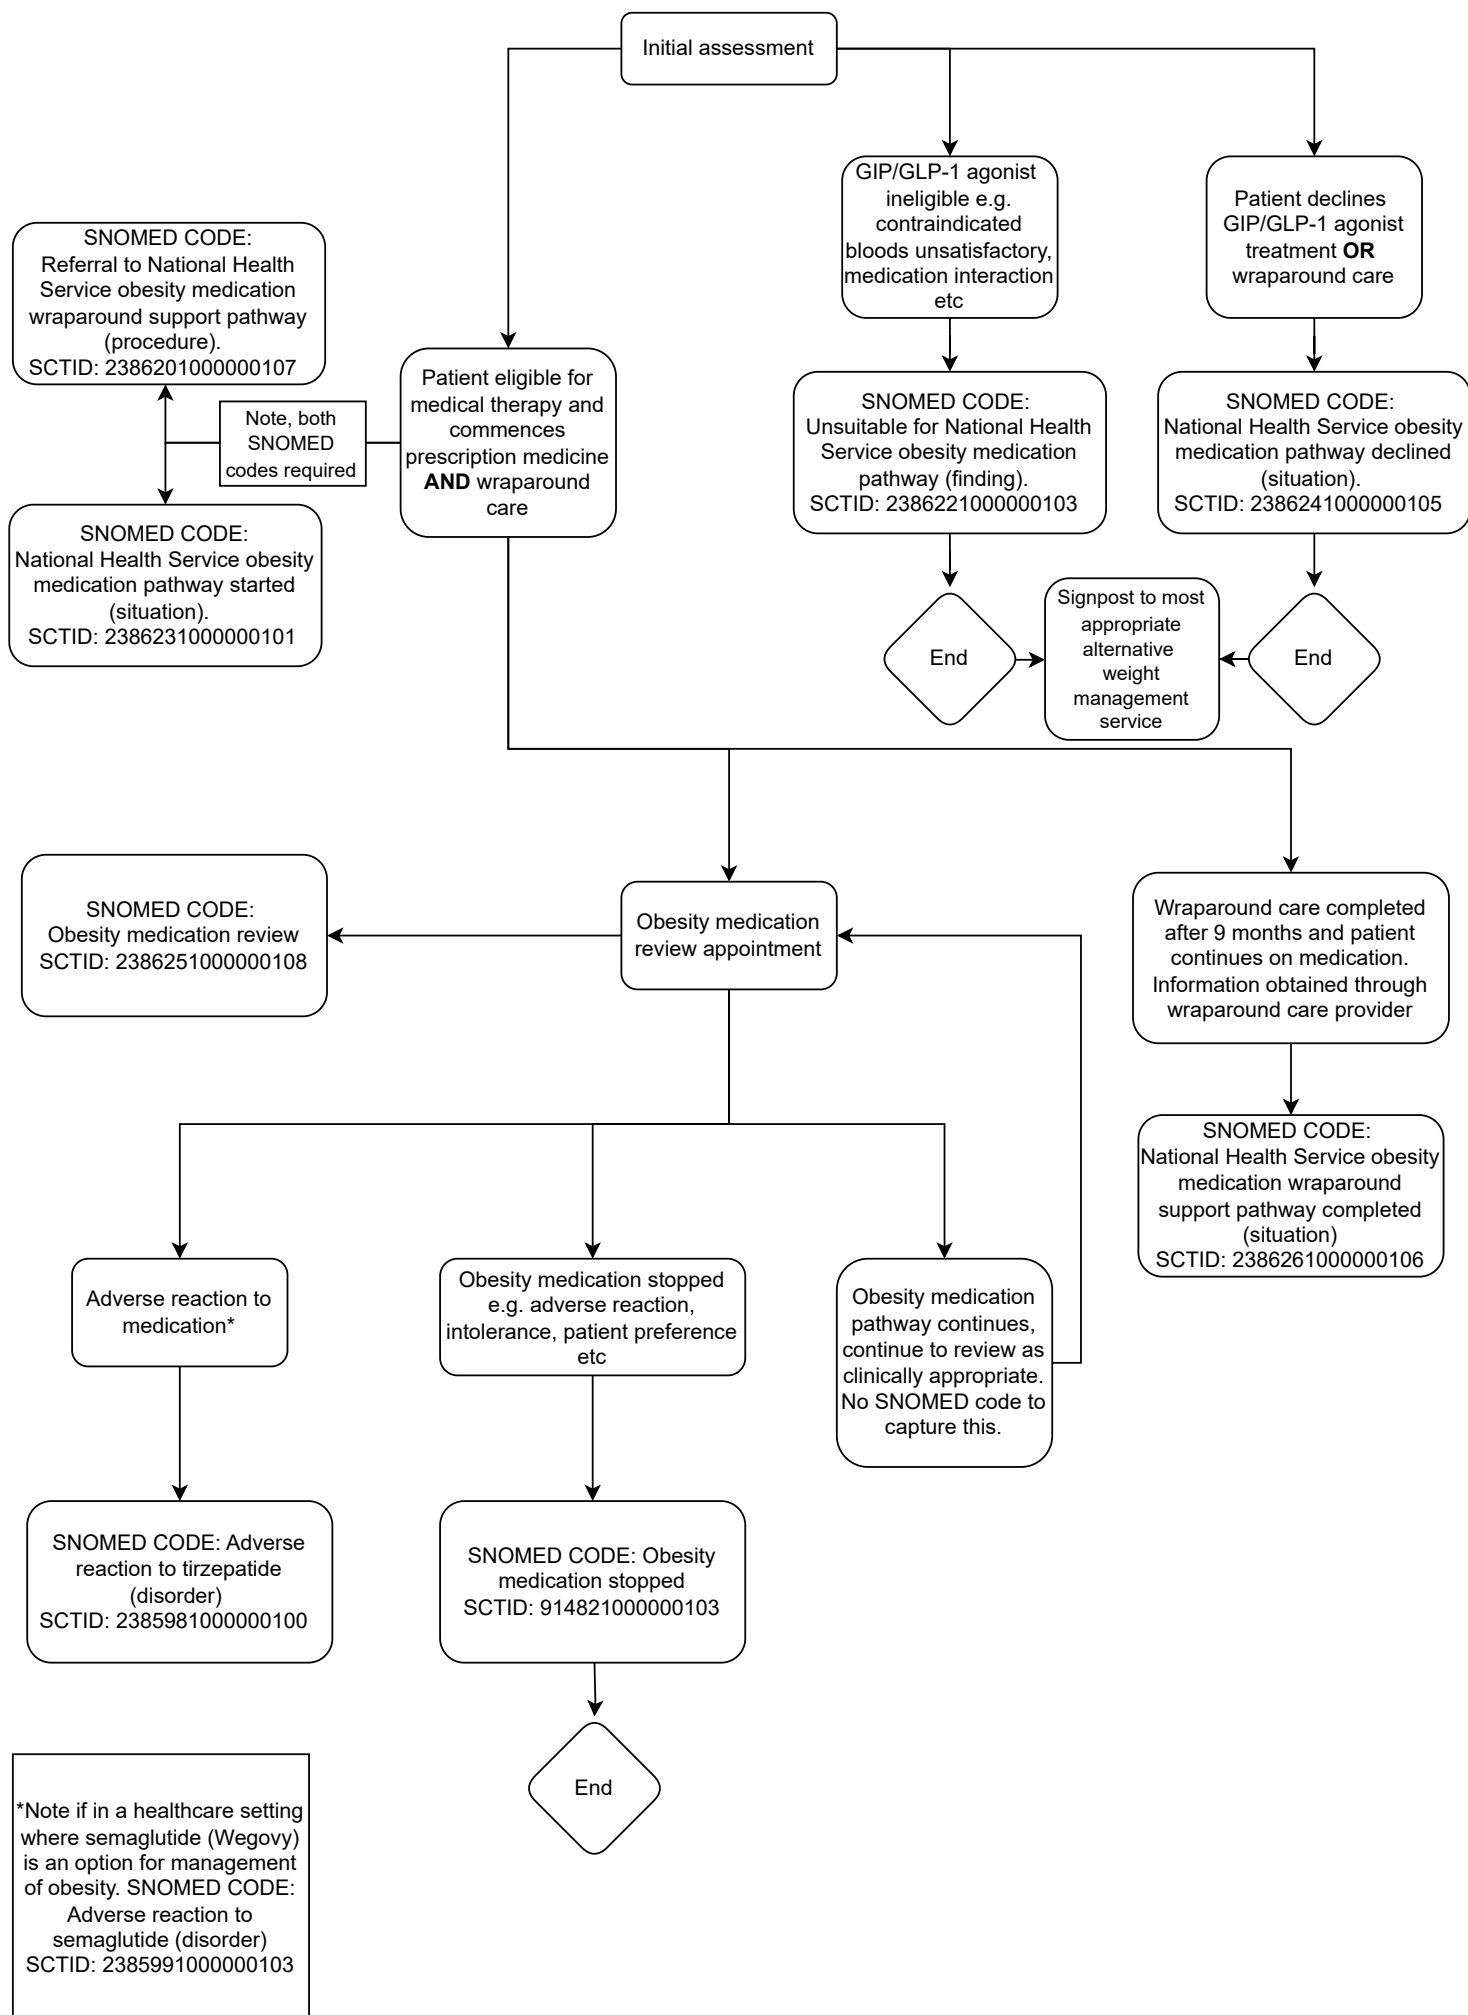 Initial assessment
GIP/GLP-1 agonist
ineligible e.g.
contraindicated
bloods unsatisfactory,
medication interaction
etc
Patient declines
GIP/GLP-1 agonist
treatment OR
wraparound care
SNOMED CODE:
Referral to National Health
Service obesity medication
wraparound support pathway
(procedure).
SCTID: 2386201000000107
Note, both
SNOMED
codes required
Patient eligible for
medical therapy and
commences
prescription medicine
AND wraparound
care
SNOMED CODE:
Unsuitable for National Health
Service obesity medication
pathway (finding).
SCTID: 2386221000000103
SNOMED CODE:
National Health Service obesity
medication pathway declined
(situation).
SCTID: 2386241000000105
SNOMED CODE:
National Health Service obesity
medication pathway started
(situation).
SCTID: 2386231000000101
End
Signpost to most
appropriate
alternative
weight
management
service
End
SNOMED CODE:
Obesity medication review
SCTID: 2386251000000108
Obesity medication
review appointment
Wraparound care completed
after 9 months and patient
continues on medication.
Information obtained through
wraparound care provider
SNOMED CODE:
National Health Service obesity
medication wraparound
support pathway completed
(situation)
SCTID: 2386261000000106
Adverse reaction to
medication*
Obesity medication stopped
e.g. adverse reaction,
intolerance, patient preference
etc
Obesity medication
pathway continues,
continue to review as
clinically appropriate.
No SNOMED code to
capture this.
SNOMED CODE: Adverse
reaction to tirzepatide
(disorder)
SCTID: 2385981000000100
SNOMED CODE: Obesity
medication stopped
SCTID: 914821000000103
End
*Note if in a healthcare setting
where semaglutide (Wegovy)
is an option for management
of obesity. SNOMED CODE:
Adverse reaction to
semaglutide (disorder)
SCTID: 2385991000000103